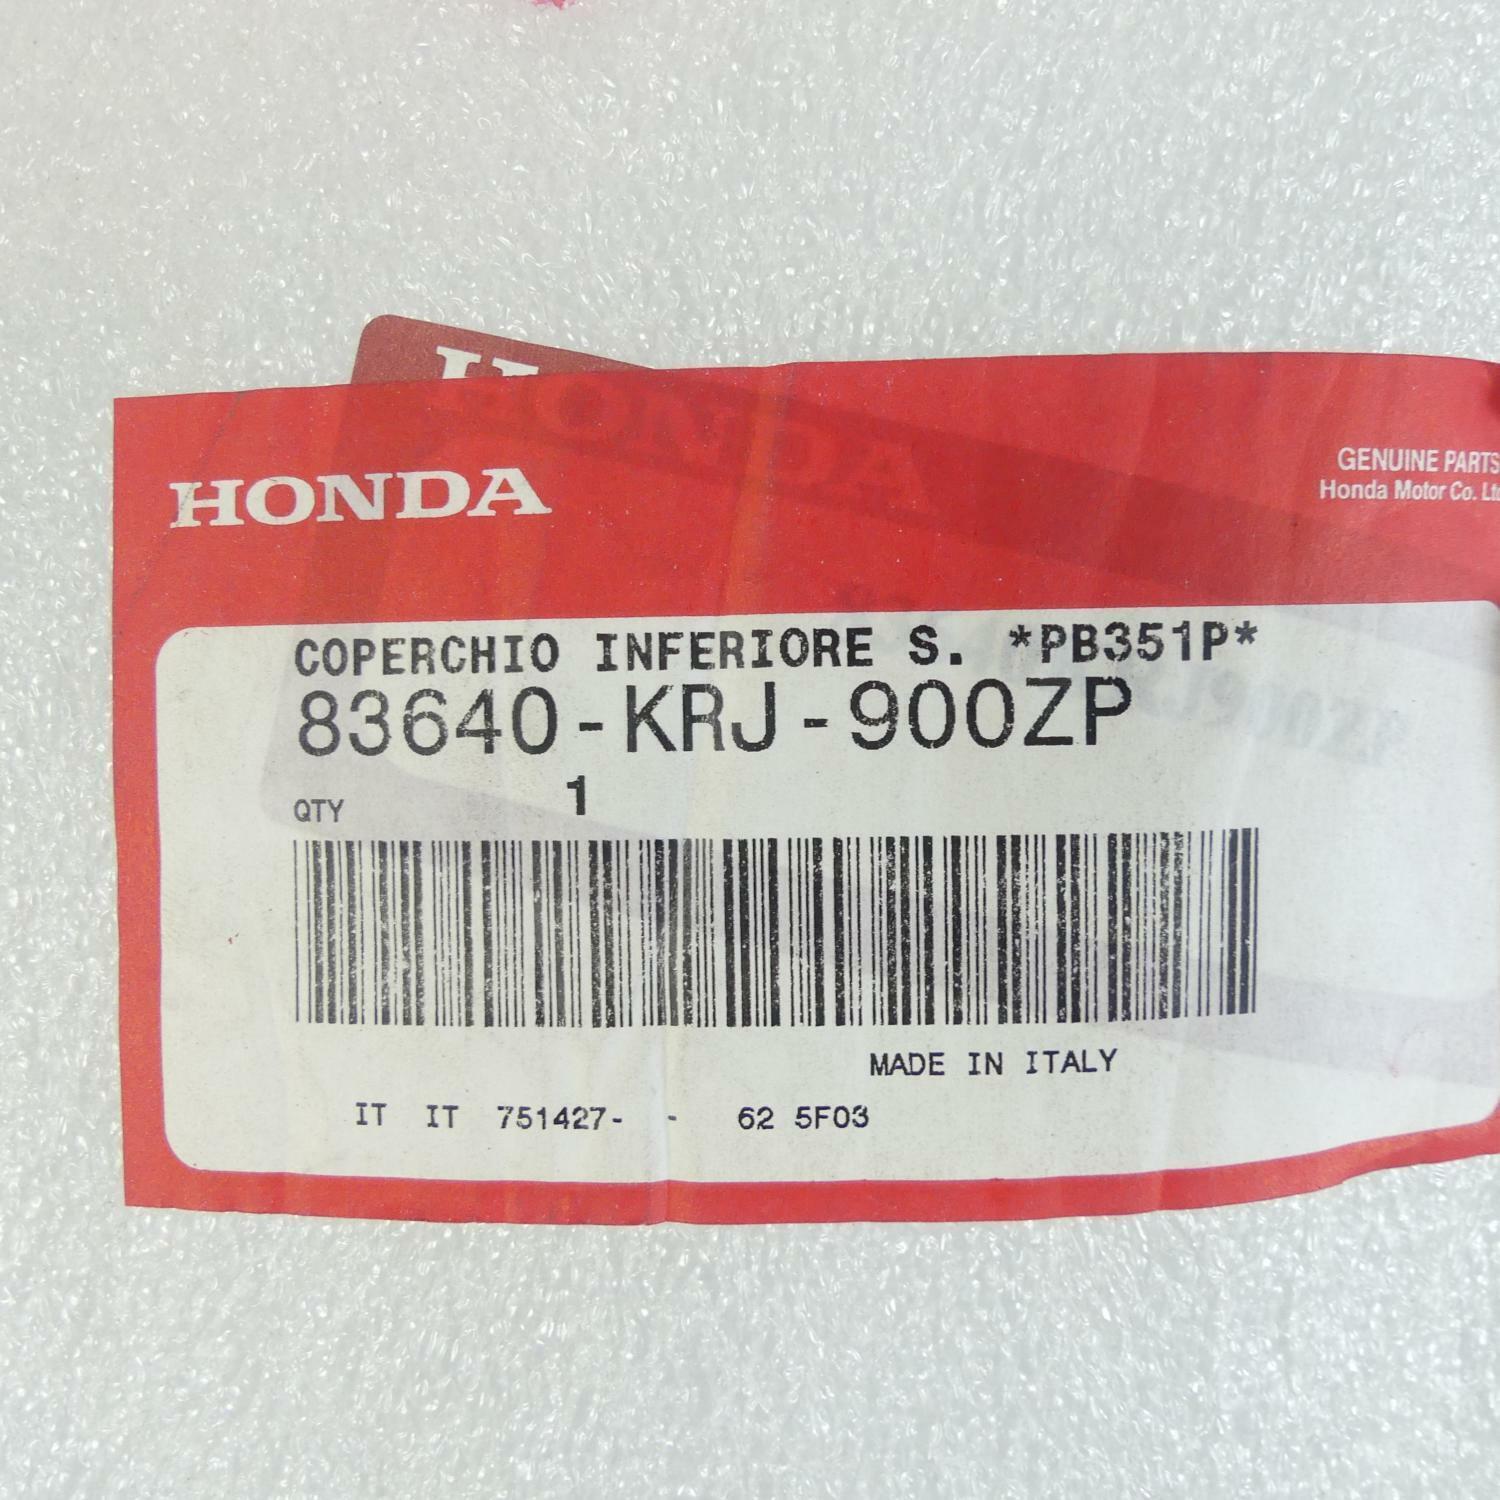 HONDA
GENUINE PARTS
Honda Motor Co. Ltd
COPERCHIO INFERIORE S. *PB351P*
83640-KRJ-900ZP
QTY 1
MADE IN ITALY
IT IT 751427- - 62 5F03